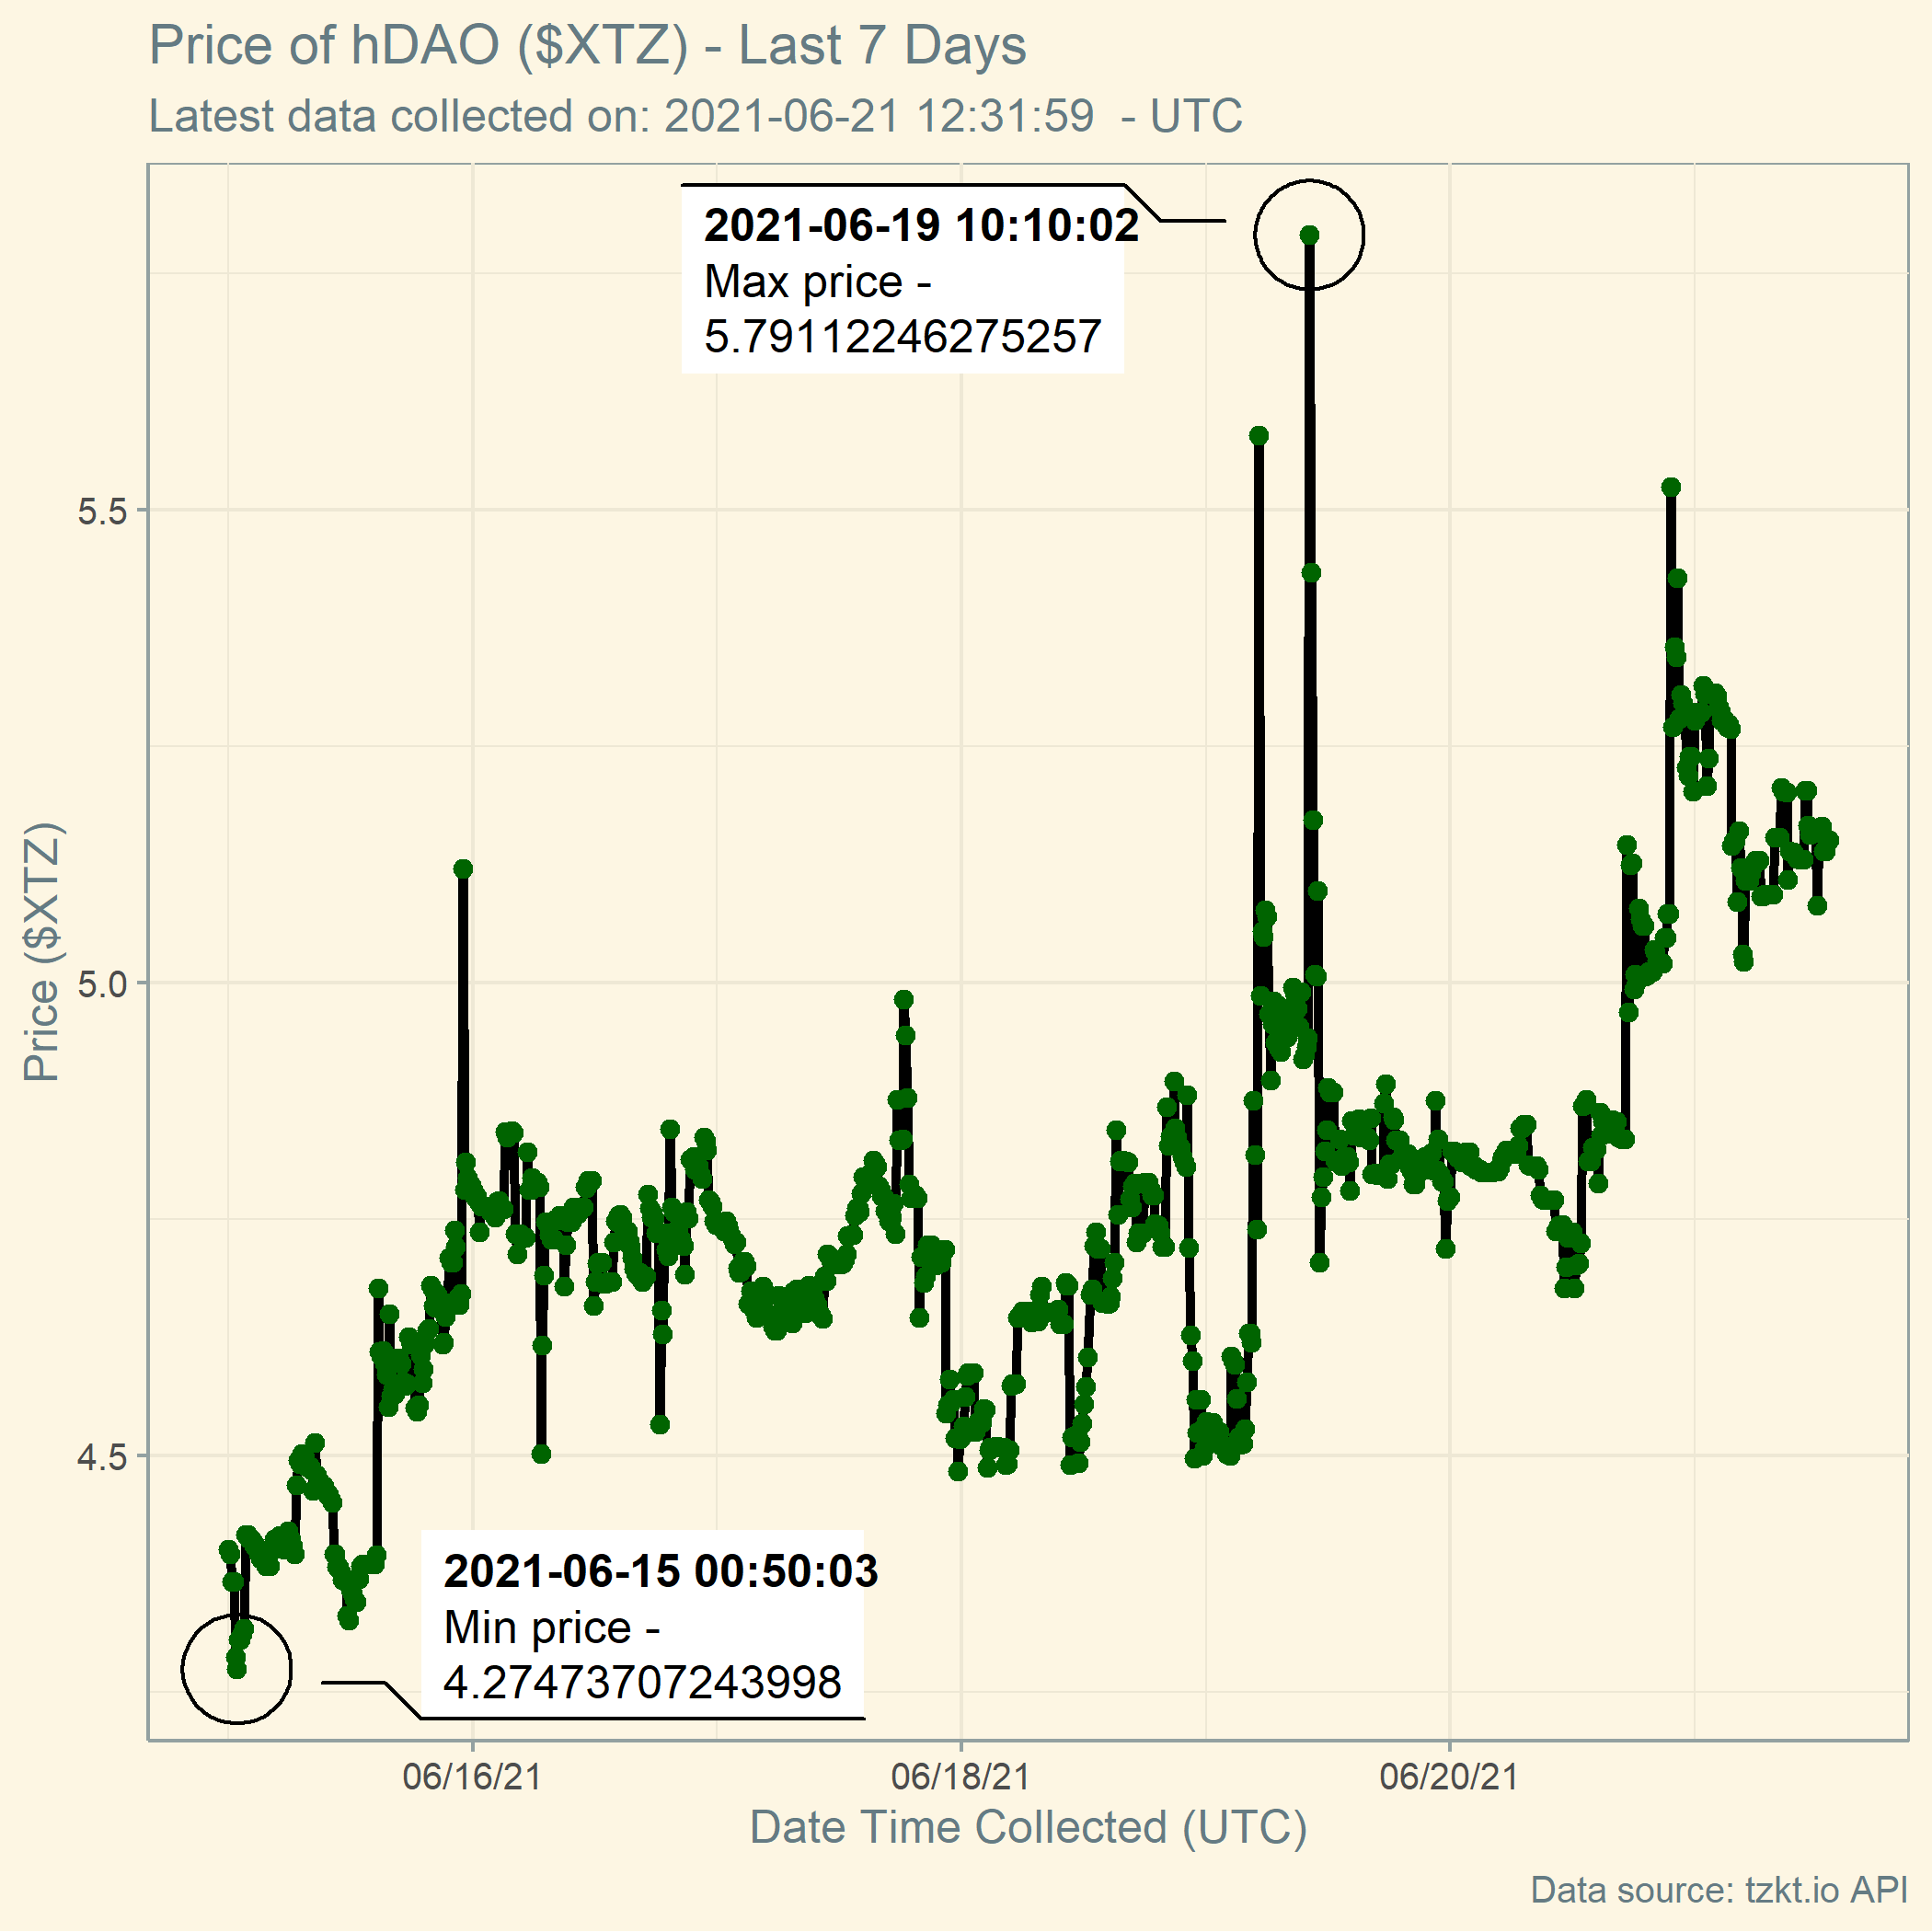 Price of hDAO ($XTZ) - Last 7 Days
Latest data collected on: 2021-06-21 12:31:59  - UTC
2021-06-19 10:10:02
Max price -
5.79112246275257
5.5
5.0
4.5
Price ($XTZ)
2021-06-15 00:50:03
Min price -
4.27473707243998
06/16/21
06/18/21
06/20/21
Date Time Collected (UTC)
Data source: tzkt.io API